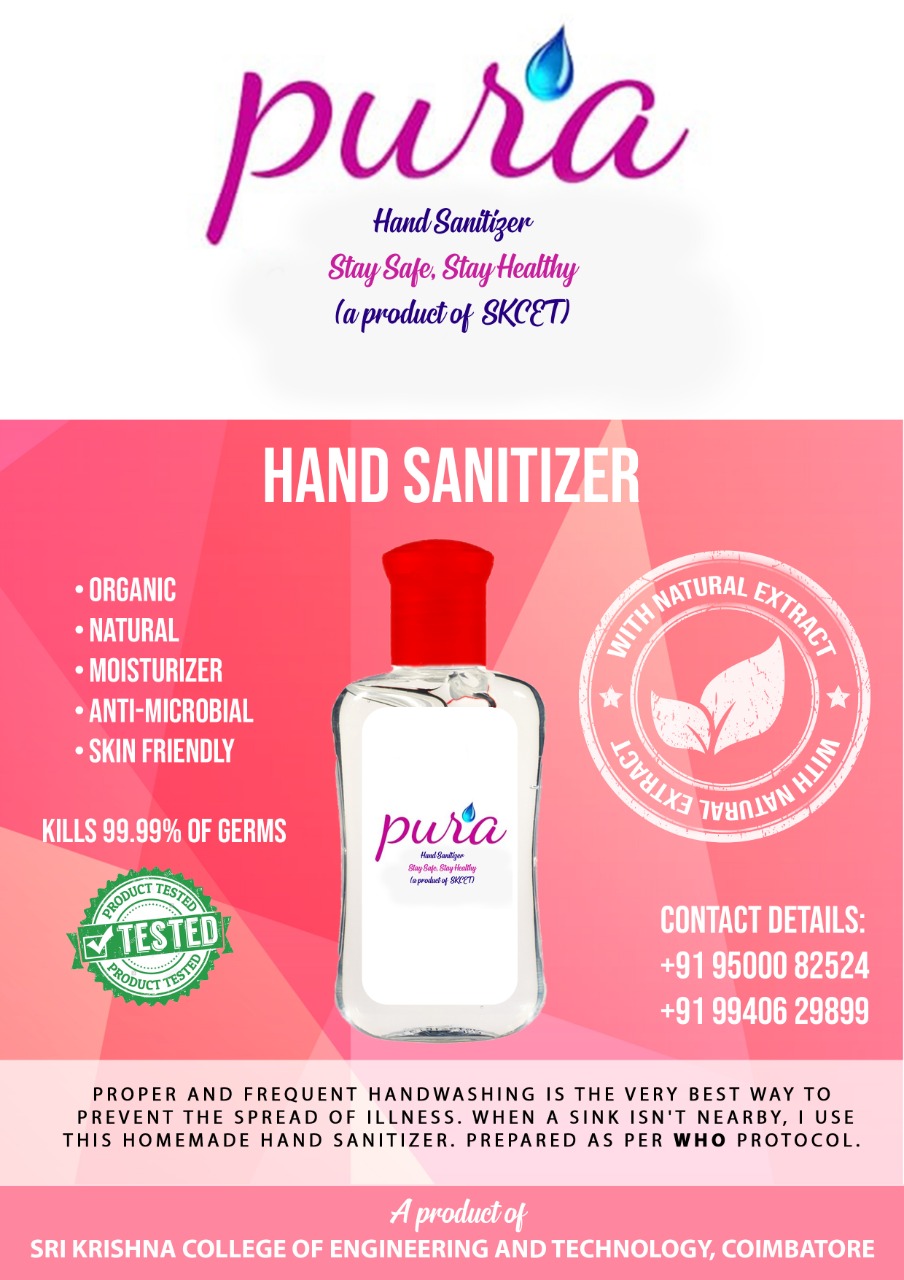 pura
Hand Sanitizer
Stay Safe, Stay Healthy
(a product of SKCET)
HAND SANITIZER
• ORGANIC
• NATURAL
• MOISTURIZER
• ANTI-MICROBIAL
• SKIN FRIENDLY
KILLS 99.99% OF GERMS
PRODUCT TESTED
TESTED
PRODUCT TESTED
pura
Hand Sanitizer
Stay Safe, Stay Healthy
(a product of SKCET)
WITH NATURAL EXTRACT
WITH NATURAL EXTRACT
CONTACT DETAILS:
+91 95000 82524
+91 99406 29899
PROPER AND FREQUENT HANDWASHING IS THE VERY BEST WAY TO
PREVENT THE SPREAD OF ILLNESS. WHEN A SINK ISN'T NEARBY, I USE
THIS HOMEMADE HAND SANITIZER. PREPARED AS PER WHO PROTOCOL.
A product of
SRI KRISHNA COLLEGE OF ENGINEERING AND TECHNOLOGY, COIMBATORE